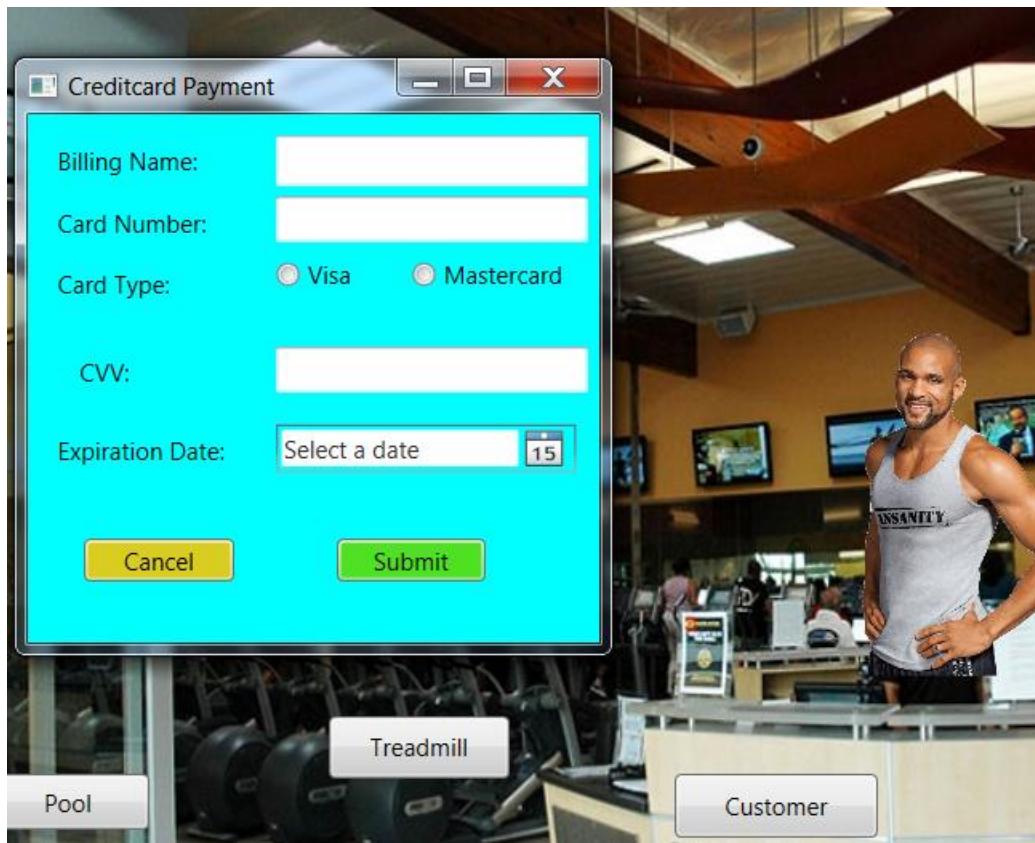 Creditcard Payment
Billing Name:
Card Number:
Card Type:
Visa
Mastercard
CVV:
Expiration Date:
Select a date
15
Cancel
Submit
INSANITY
Treadmill
Pool
Customer